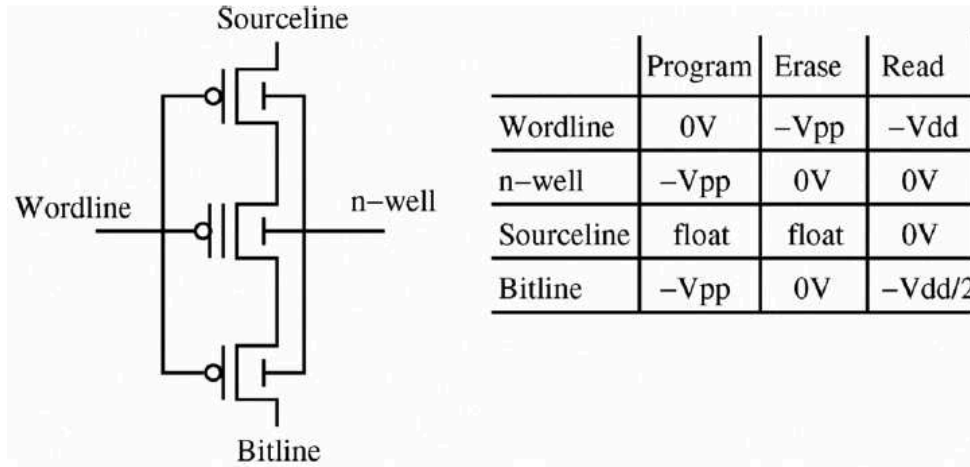 Sourceline
Wordline
n−well
Bitline
Program Erase Read
Wordline 0V −Vpp −Vdd
n−well −Vpp 0V 0V
Sourceline float float 0V
Bitline −Vpp 0V −Vdd/2